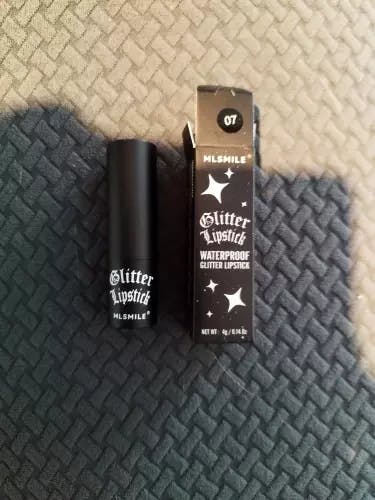 07
MLSMILE®
Glitter
Lipstick
WATERPROOF
GLITTER LIPSTICK
NET WT : 4g / 0.14 oz
Glitter
Lipstick
MLSMILE®